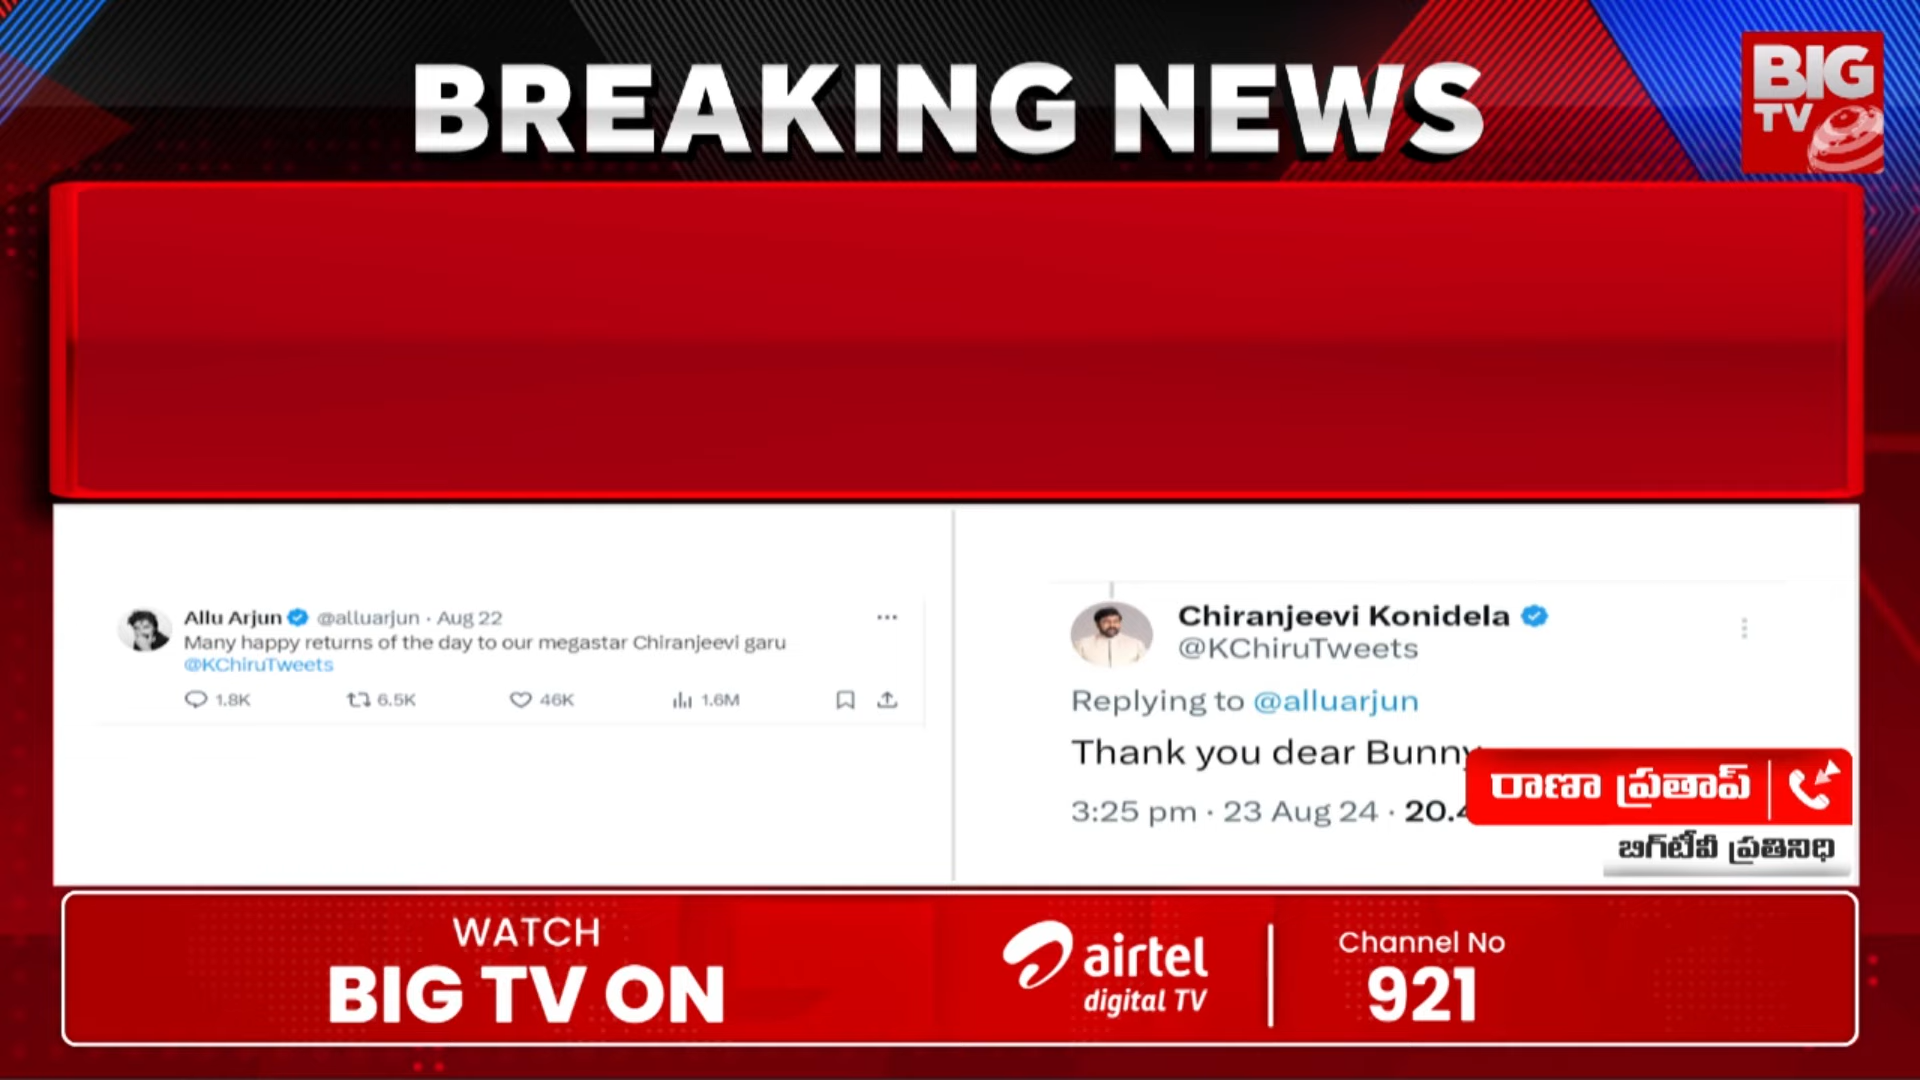 BREAKING NEWS
BIG
TV
Allu Arjun @alluarjun · Aug 22
Many happy returns of the day to our megastar Chiranjeevi garu
@KChiruTweets
1.8K 6.5K 46K 1.6M
Chiranjeevi Konidela
@KChiruTweets
Replying to @alluarjun
Thank you dear Bunny
3:25 pm · 23 Aug 24 · 20.4
రాణా ప్రతాప్
బిగ్‌టీవీ ప్రతినిధి
WATCH
BIG TV ON
airtel
digital TV
Channel No
921